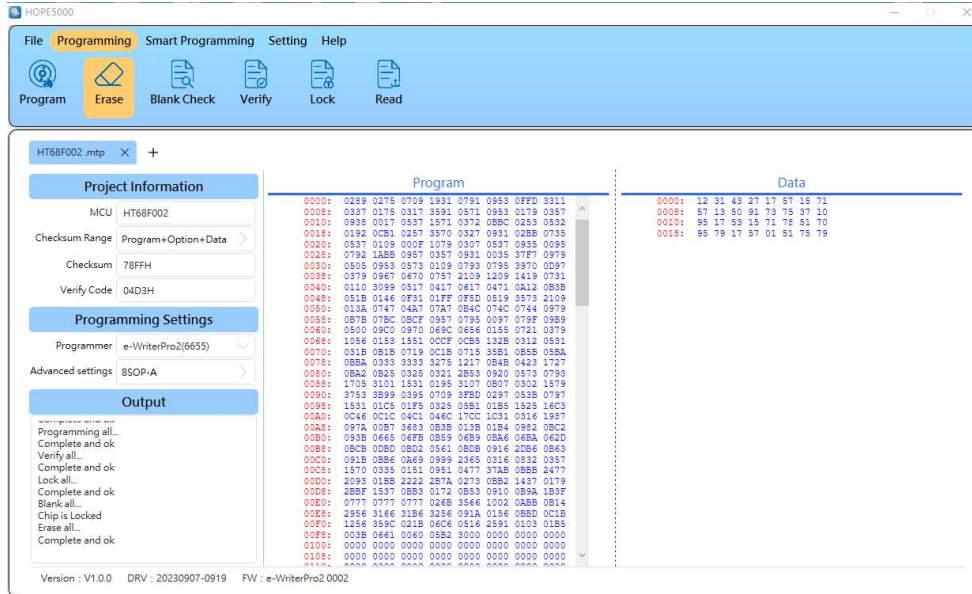 HOPE5000
File Programming Smart Programming Setting Help
Program Erase Blank Check Verify Lock Read
HT68F002 .mtp
Project Information
MCU HT68F002
Checksum Range Program+Option+Data
Checksum 78FFH
Verify Code 04D3H
Programming Settings
Programmer e-WriterPro2(6655)
Advanced settings 8SOP-A
Output
Complete and ok
Programming all...
Complete and ok
Verify all...
Complete and ok
Lock all...
Complete and ok
Blank all...
Chip is Locked
Erase all...
Complete and ok
Program
0000: 0289 0275 0709 1931 0791 0953 0FFD 3311
0008: 0337 0175 0317 3591 0571 0953 0179 0357
0010: 0938 0017 0537 1571 0372 0BBC 0253 0532
0018: 0192 0CB1 0257 3570 0327 0931 02BB 0735
0020: 0537 0109 000F 1079 0307 0537 0935 0095
0028: 0792 1ABB 0957 0357 0931 0035 37F7 0979
0030: 0505 0953 0573 0109 0793 0795 3970 0D97
0038: 0379 0967 0670 0757 2109 1209 1419 0731
0040: 0110 3099 0517 0417 0617 0471 0A12 0B3B
0048: 051B 0146 0F31 01FF 0F5D 0519 3573 2109
0050: 013A 0747 04A7 07A7 0B4C 074C 0744 0979
0058: 0B7B 07BC 0BCF 0957 0795 0097 079F 09B9
0060: 0500 09C0 0970 069C 0656 0155 0721 0379
0068: 1056 0153 1551 0CCF 0CB5 132B 0312 0531
0070: 031B 0B1B 0719 0C1B 0715 35B1 0B5B 05BA
0078: 0BBA 0333 3333 3275 1217 0B4B 0423 1727
0080: 0BA2 0B25 0325 0321 2B53 0920 0573 0793
0088: 1705 3101 1531 0195 3107 0B07 0302 1579
0090: 3753 3B99 0395 0709 3FBD 0297 053B 0797
0098: 1531 01C5 01F5 0325 05B1 01B5 1525 16C3
00A0: 0C46 0C1C 04C1 046C 17CC 1C31 0316 1987
00A8: 097A 00B7 3683 0B3B 013B 01B4 0982 0BC2
00B0: 093B 0665 06FB 0B59 06B9 0BA6 06BA 062D
00B8: 0BCB 0DBD 0BD2 0561 0BDB 0916 2DB6 0B63
00C0: 091B 0BB6 0A69 0999 2365 0316 0832 0357
00C8: 1570 0335 0151 0951 0477 37AB 0BBB 2477
00D0: 2093 01BB 2222 2B7A 0273 0BB2 1437 0179
00D8: 2BBF 1537 0BB3 0172 0B53 0910 0B9A 1B3F
00E0: 0777 0777 0777 026B 3566 1002 0ABB 0B14
00E8: 2956 3166 31B6 3256 091A 0156 0BBD 0C1B
00F0: 1256 359C 021B 06C6 0516 2591 0103 01B5
00F8: 003B 0661 0060 05B2 3000 0000 0000 0000
0100: 0000 0000 0000 0000 0000 0000 0000 0000
0108: 0000 0000 0000 0000 0000 0000 0000 0000
Data
0000: 12 31 43 27 17 57 15 71
0008: 57 13 50 91 73 75 37 10
0010: 95 17 53 15 71 78 51 70
0018: 95 79 17 57 01 51 75 79
Version : V1.0.0 DRV : 20230907-0919 FW : e-WriterPro2 0002